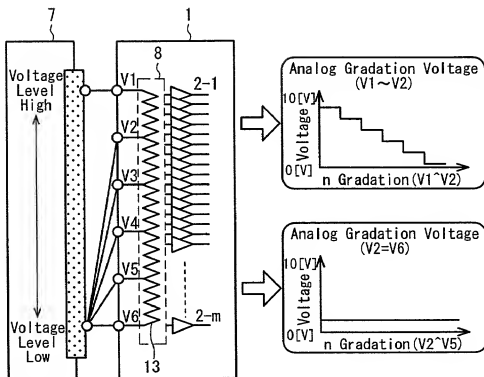 7
1
8
Voltage
Level
High
Voltage
Level
Low
V1
V2
V3
V4
V5
V6
2-1
2-m
13
Analog Gradation Voltage
(V1~V2)
10[V]
Voltage
0[V]
n Gradation(V1^V2)
Analog Gradation Voltage
(V2=V6)
10[V]
Voltage
0[V]
n Gradation(V2^V5)